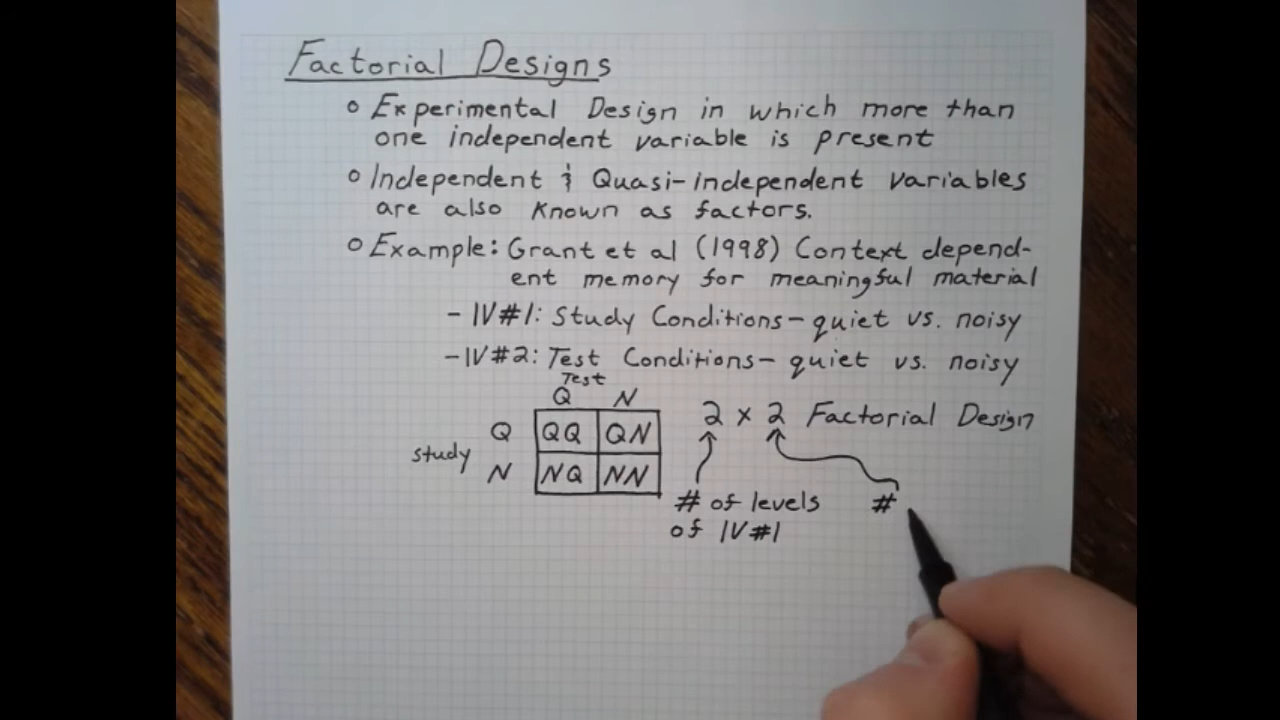 Factorial Designs
o Experimental Design in which more than
one independent variable is present
o Independent & Quasi-independent variables
are also known as factors.
o Example: Grant et al (1998) Context depend-
ent memory for meaningful material
- IV#1: Study Conditions - quiet vs. noisy
- IV#2: Test Conditions - quiet vs. noisy
Test
Q N
study
Q QQ QN
N NQ NN
2 x 2 Factorial Design
# of levels
of IV#1
#